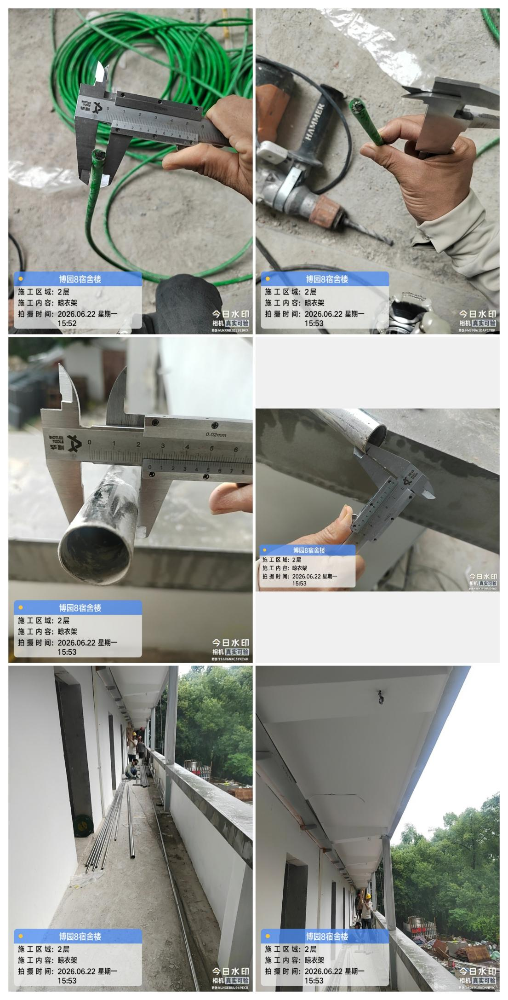 BIOTLEE
TOOLS
0 1 2 3 4 5 6
0.02mm
0 1 2 3 4 5 6 7 8 9 0
博园8宿舍楼
施工区域：2层
施工内容：晾衣架
拍摄时间：2026.06.22 星期一
15:52
今日水印
相机 真实可验
防伪 WUKRNB2D2BEBKX
HAMMER
博园8宿舍楼
施工区域：2层
施工内容：晾衣架
拍摄时间：2026.06.22 星期一
15:53
今日水印
相机 真实可验
防伪 HWB9B61DAPCYRP
0.02mm
BIOTLEE
TOOLS
0 1 2 3 4 5 6
0 1 2 3 4 5 6 7 8
博园8宿舍楼
施工区域：2层
施工内容：晾衣架
拍摄时间：2026.06.22 星期一
15:53
今日水印
相机 真实可验
防伪 T16R6NXC3YKT6H
博园8宿舍楼
施工区域：2层
施工内容：晾衣架
拍摄时间：2026.06.22 星期一
15:53
今日水印
相机 真实可验
博园8宿舍楼
施工区域：2层
施工内容：晾衣架
拍摄时间：2026.06.22 星期一
15:53
今日水印
相机 真实可验
防伪 NLHGEBUL969ECB
博园8宿舍楼
施工区域：2层
施工内容：晾衣架
拍摄时间：2026.06.22 星期一
15:53
今日水印
相机 真实可验
防伪 2KDY91RNDMMP9C